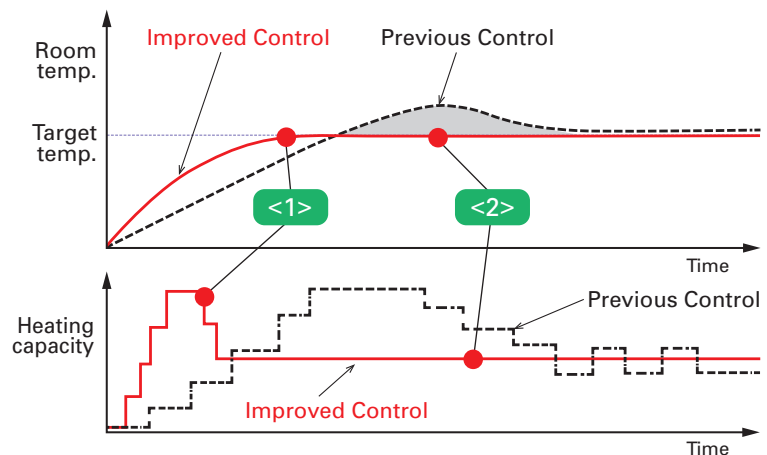 Improved Control
Previous Control
Room
temp.
Target
temp.
<1>
<2>
Time
Previous Control
Heating
capacity
Improved Control
Time